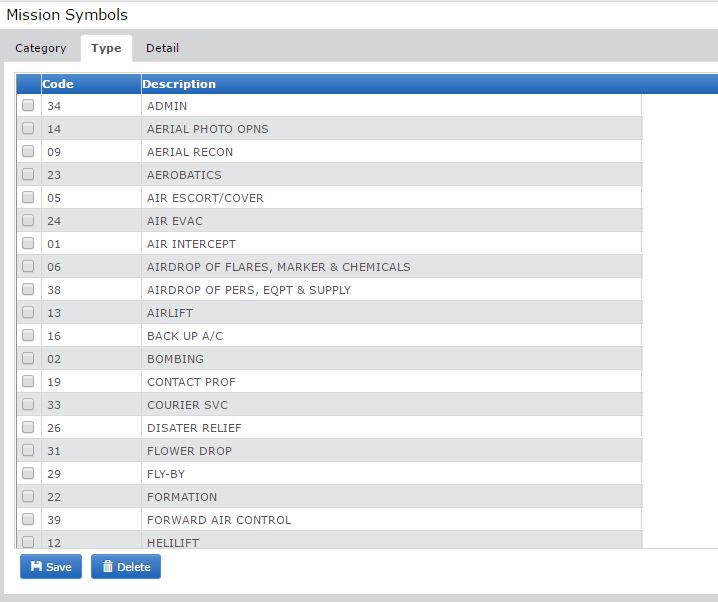 Mission Symbols
Category Type Detail
Code Description
34 ADMIN
14 AERIAL PHOTO OPNS
09 AERIAL RECON
23 AEROBATICS
05 AIR ESCORT/COVER
24 AIR EVAC
01 AIR INTERCEPT
06 AIRDROP OF FLARES, MARKER & CHEMICALS
38 AIRDROP OF PERS, EQPT & SUPPLY
13 AIRLIFT
16 BACK UP A/C
02 BOMBING
19 CONTACT PROF
33 COURIER SVC
26 DISATER RELIEF
31 FLOWER DROP
29 FLY-BY
22 FORMATION
39 FORWARD AIR CONTROL
12 HELILIFT
Save Delete